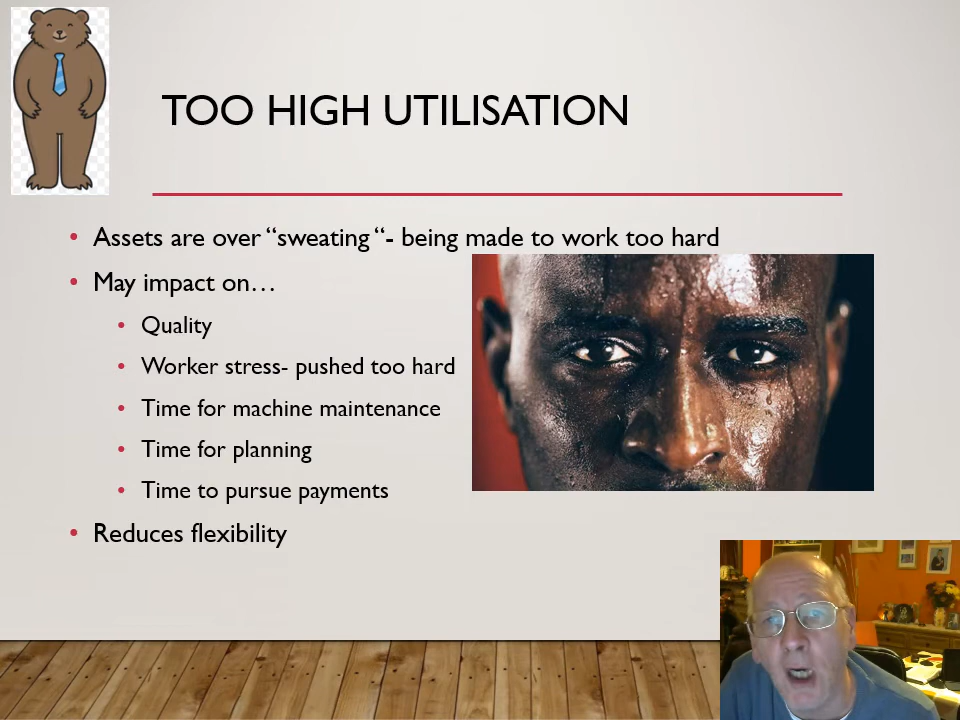 TOO HIGH UTILISATION
Assets are over “sweating “- being made to work too hard
May impact on…
Quality
Worker stress- pushed too hard
Time for machine maintenance
Time for planning
Time to pursue payments
Reduces flexibility